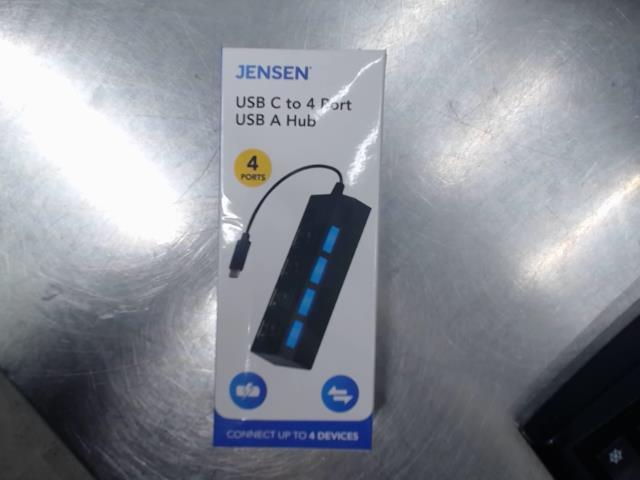 JENSEN
USB C to 4 Port
USB A Hub
4
PORTS
CONNECT UP TO 4 DEVICES